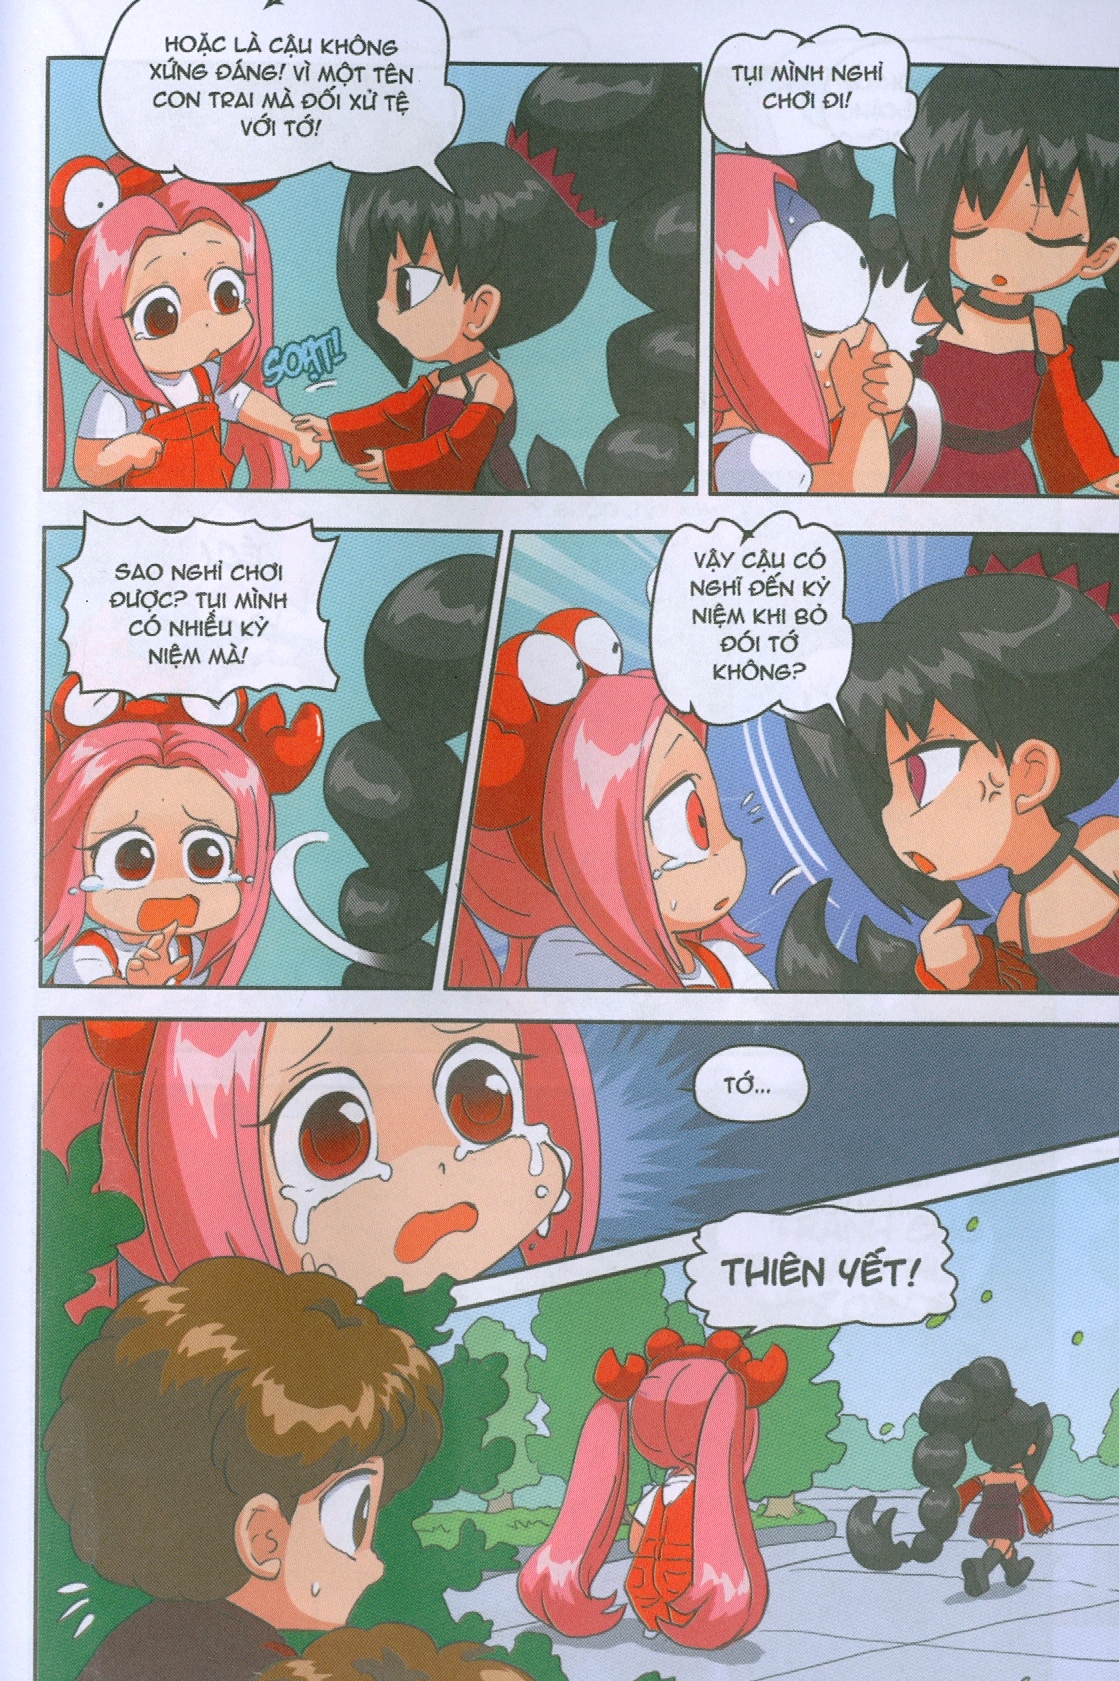 HOẶC LÀ CẬU KHÔNG
XỨNG ĐÁNG! VÌ MỘT TÊN
CON TRAI MÀ ĐỐI XỬ TỆ
VỚI TỚ!
SOẠT!
TỤI MÌNH NGHỈ
CHƠI ĐI!
SAO NGHỈ CHƠI
ĐƯỢC? TỤI MÌNH
CÓ NHIỀU KỶ
NIỆM MÀ!
VẬY CẬU CÓ
NGHĨ ĐẾN KỶ
NIỆM KHI BỎ
ĐÓI TỚ
KHÔNG?
TỚ...
THIÊN YẾT!